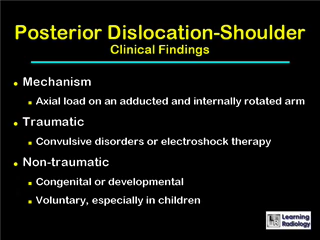 Posterior Dislocation-Shoulder
Clinical Findings
Mechanism
Axial load on an adducted and internally rotated arm
Traumatic
Convulsive disorders or electroshock therapy
Non-traumatic
Congenital or developmental
Voluntary, especially in children
Learning
Radiology